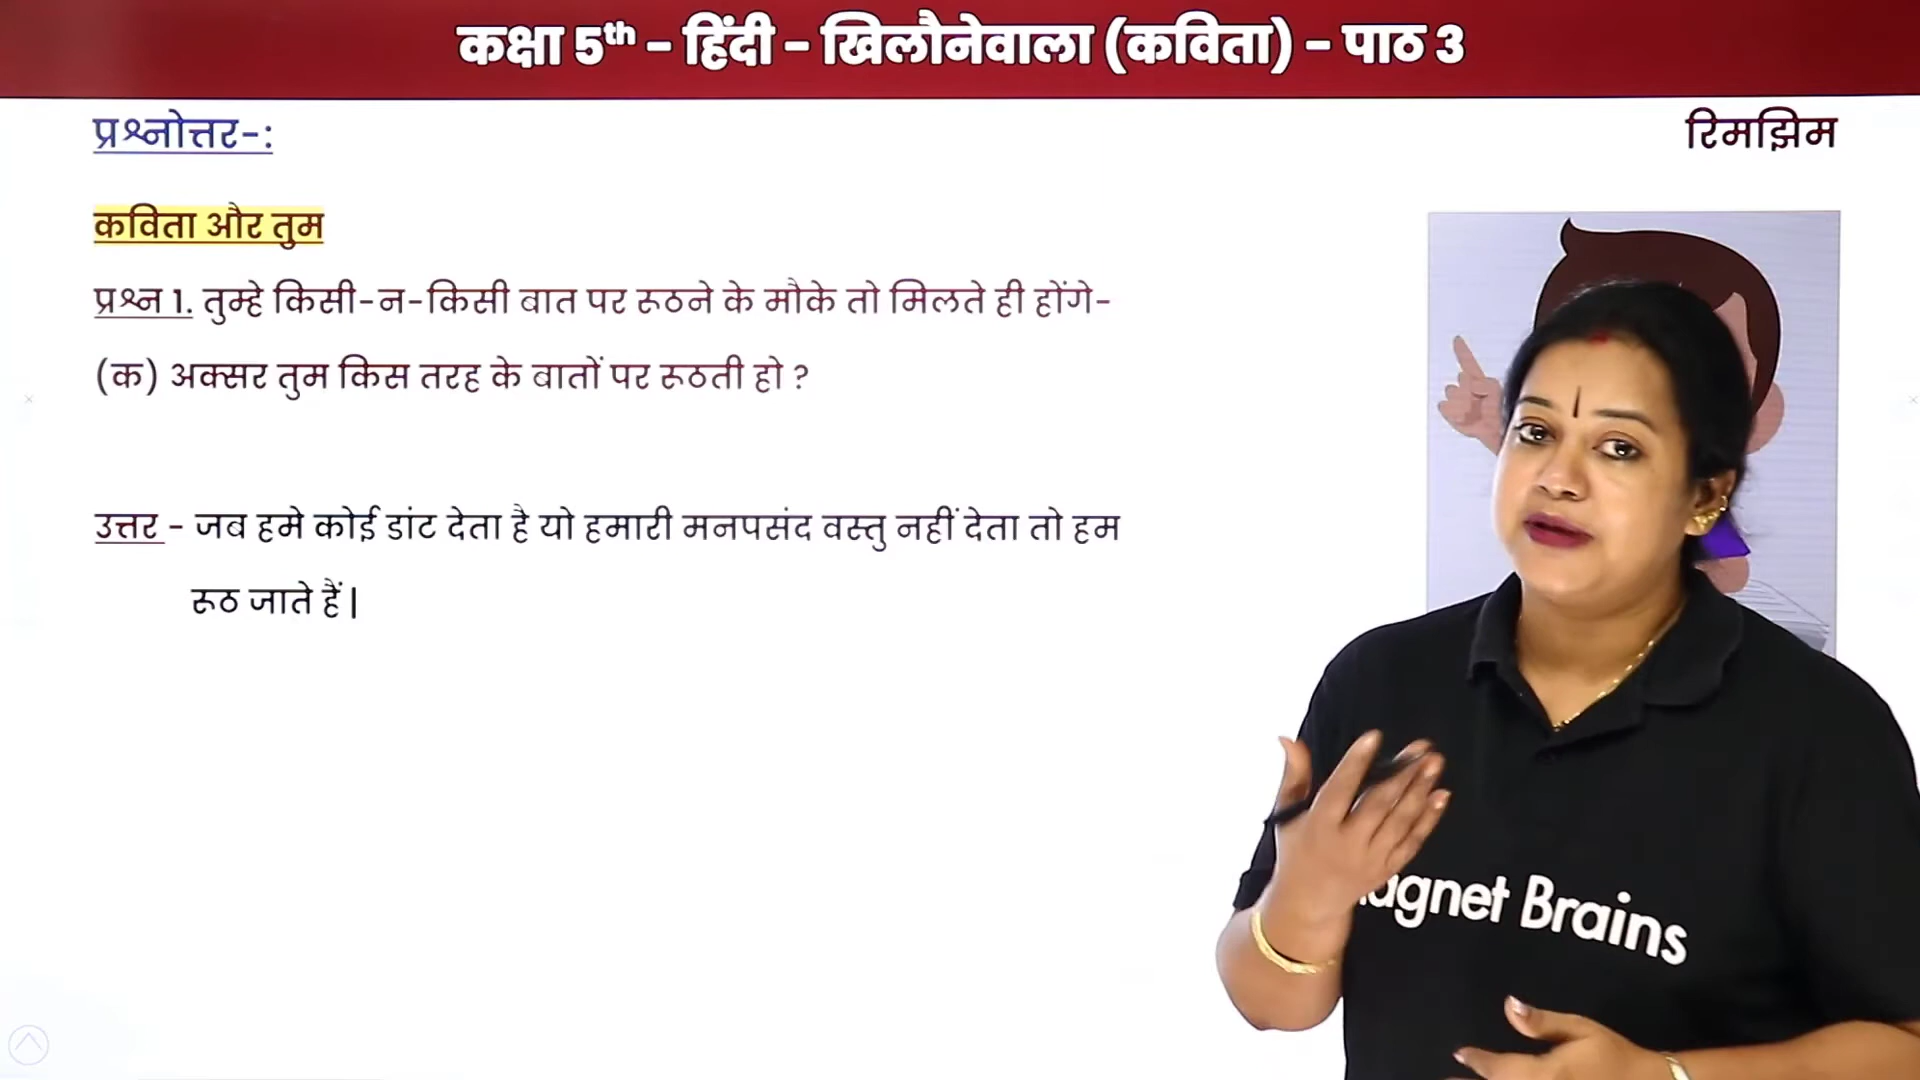 कक्षा 5th - हिंदी - खिलौनेवाला (कविता) - पाठ 3
प्रश्नोत्तर-:
रिमझिम
कविता और तुम
प्रश्न 1. तुम्हे किसी-न-किसी बात पर रूठने के मौके तो मिलते ही होंगे-
(क) अक्सर तुम किस तरह के बातों पर रूठती हो ?
उत्तर - जब हमे कोई डांट देता है यो हमारी मनपसंद वस्तु नहीं देता तो हम
रूठ जाते हैं |
agnet Brains